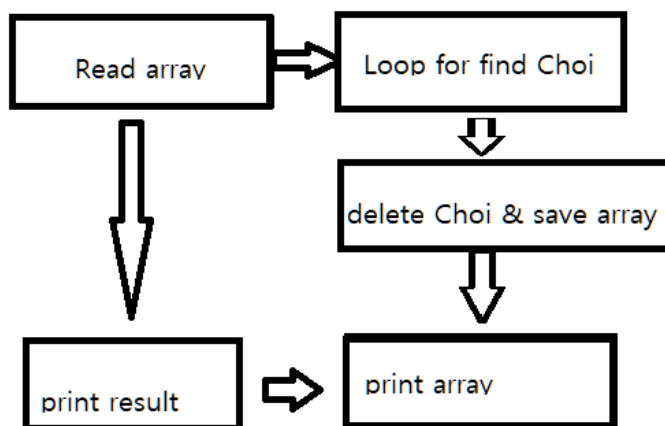 Read array
Loop for find Choi
delete Choi & save array
print result
print array